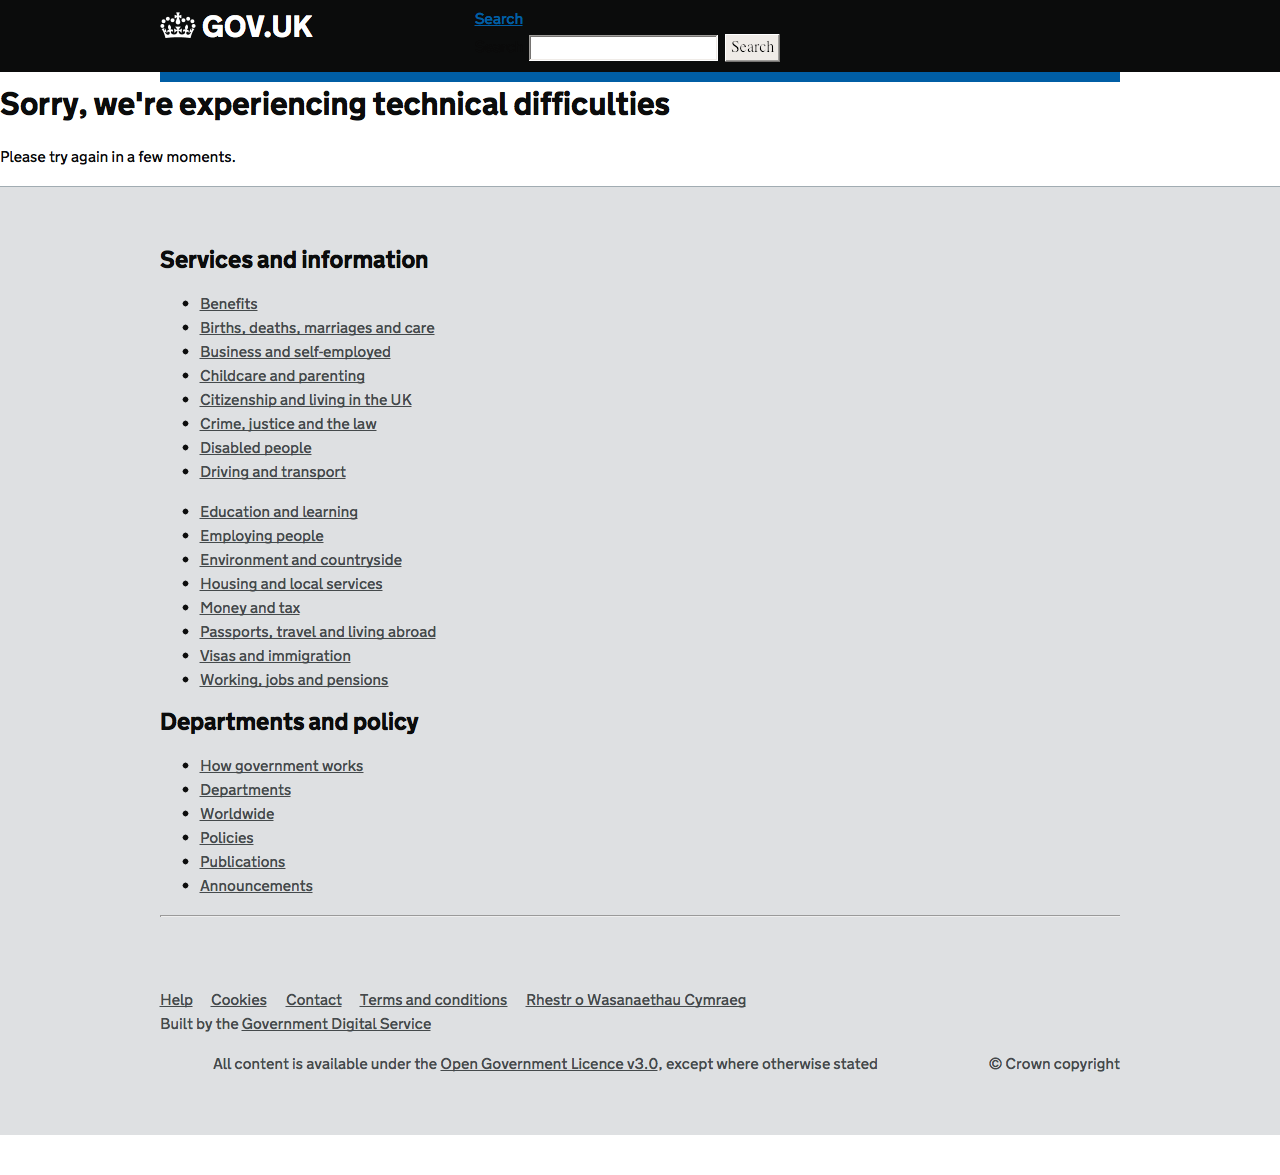 GOV.UK
Search
Search
Sorry, we're experiencing technical difficulties
Please try again in a few moments.
Services and information
Benefits
Births, deaths, marriages and care
Business and self-employed
Childcare and parenting
Citizenship and living in the UK
Crime, justice and the law
Disabled people
Driving and transport
Education and learning
Employing people
Environment and countryside
Housing and local services
Money and tax
Passports, travel and living abroad
Visas and immigration
Working, jobs and pensions
Departments and policy
How government works
Departments
Worldwide
Policies
Publications
Announcements
Help Cookies Contact Terms and conditions Rhestr o Wasanaethau Cymraeg
Built by the Government Digital Service
All content is available under the Open Government Licence v3.0, except where otherwise stated © Crown copyright